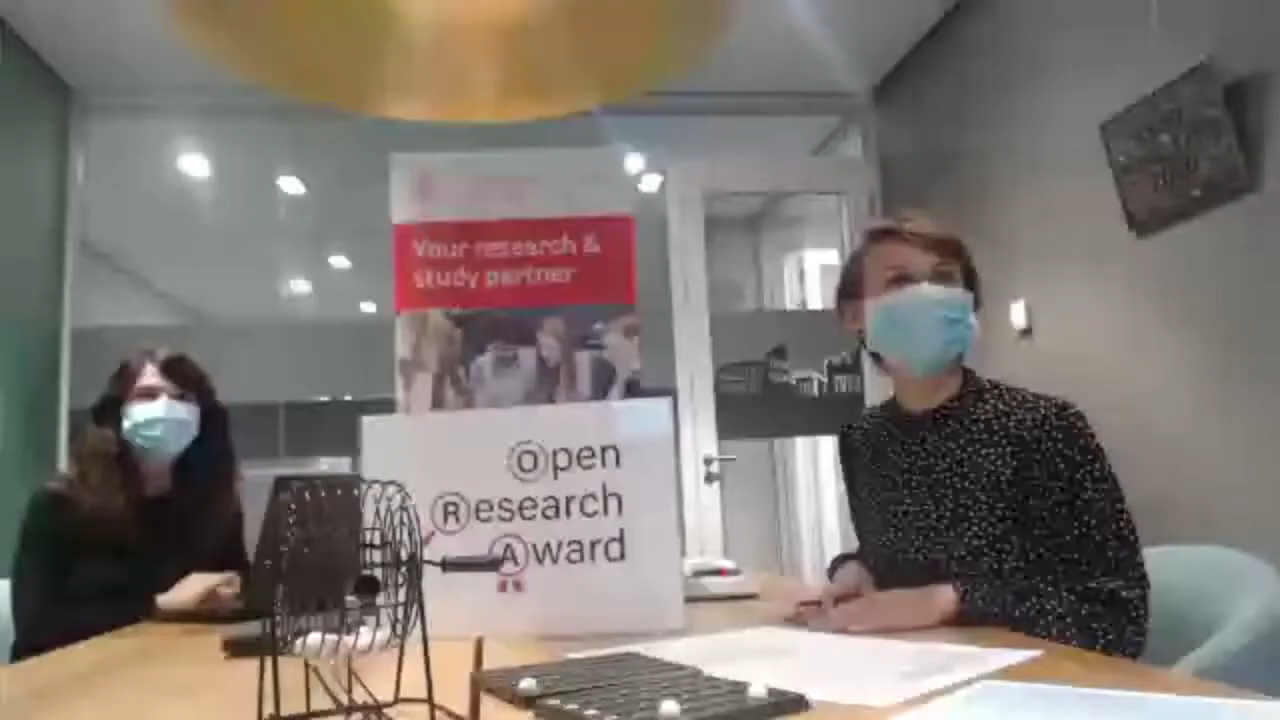 Your research &
study partner
Open
Research
Award